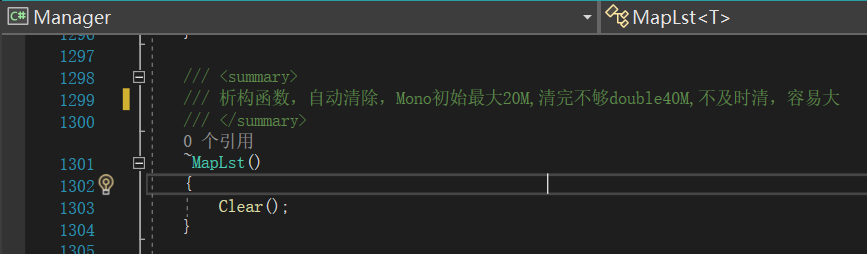 C# Manager MapLst<T>
1296 }
1297
1298 /// <summary>
1299 /// 析构函数，自动清除，Mono初始最大20M,清完不够double40M,不及时清，容易大
1300 /// </summary>
0 个引用
1301 ~MapLst()
1302 {
1303 Clear();
1304 }
1305